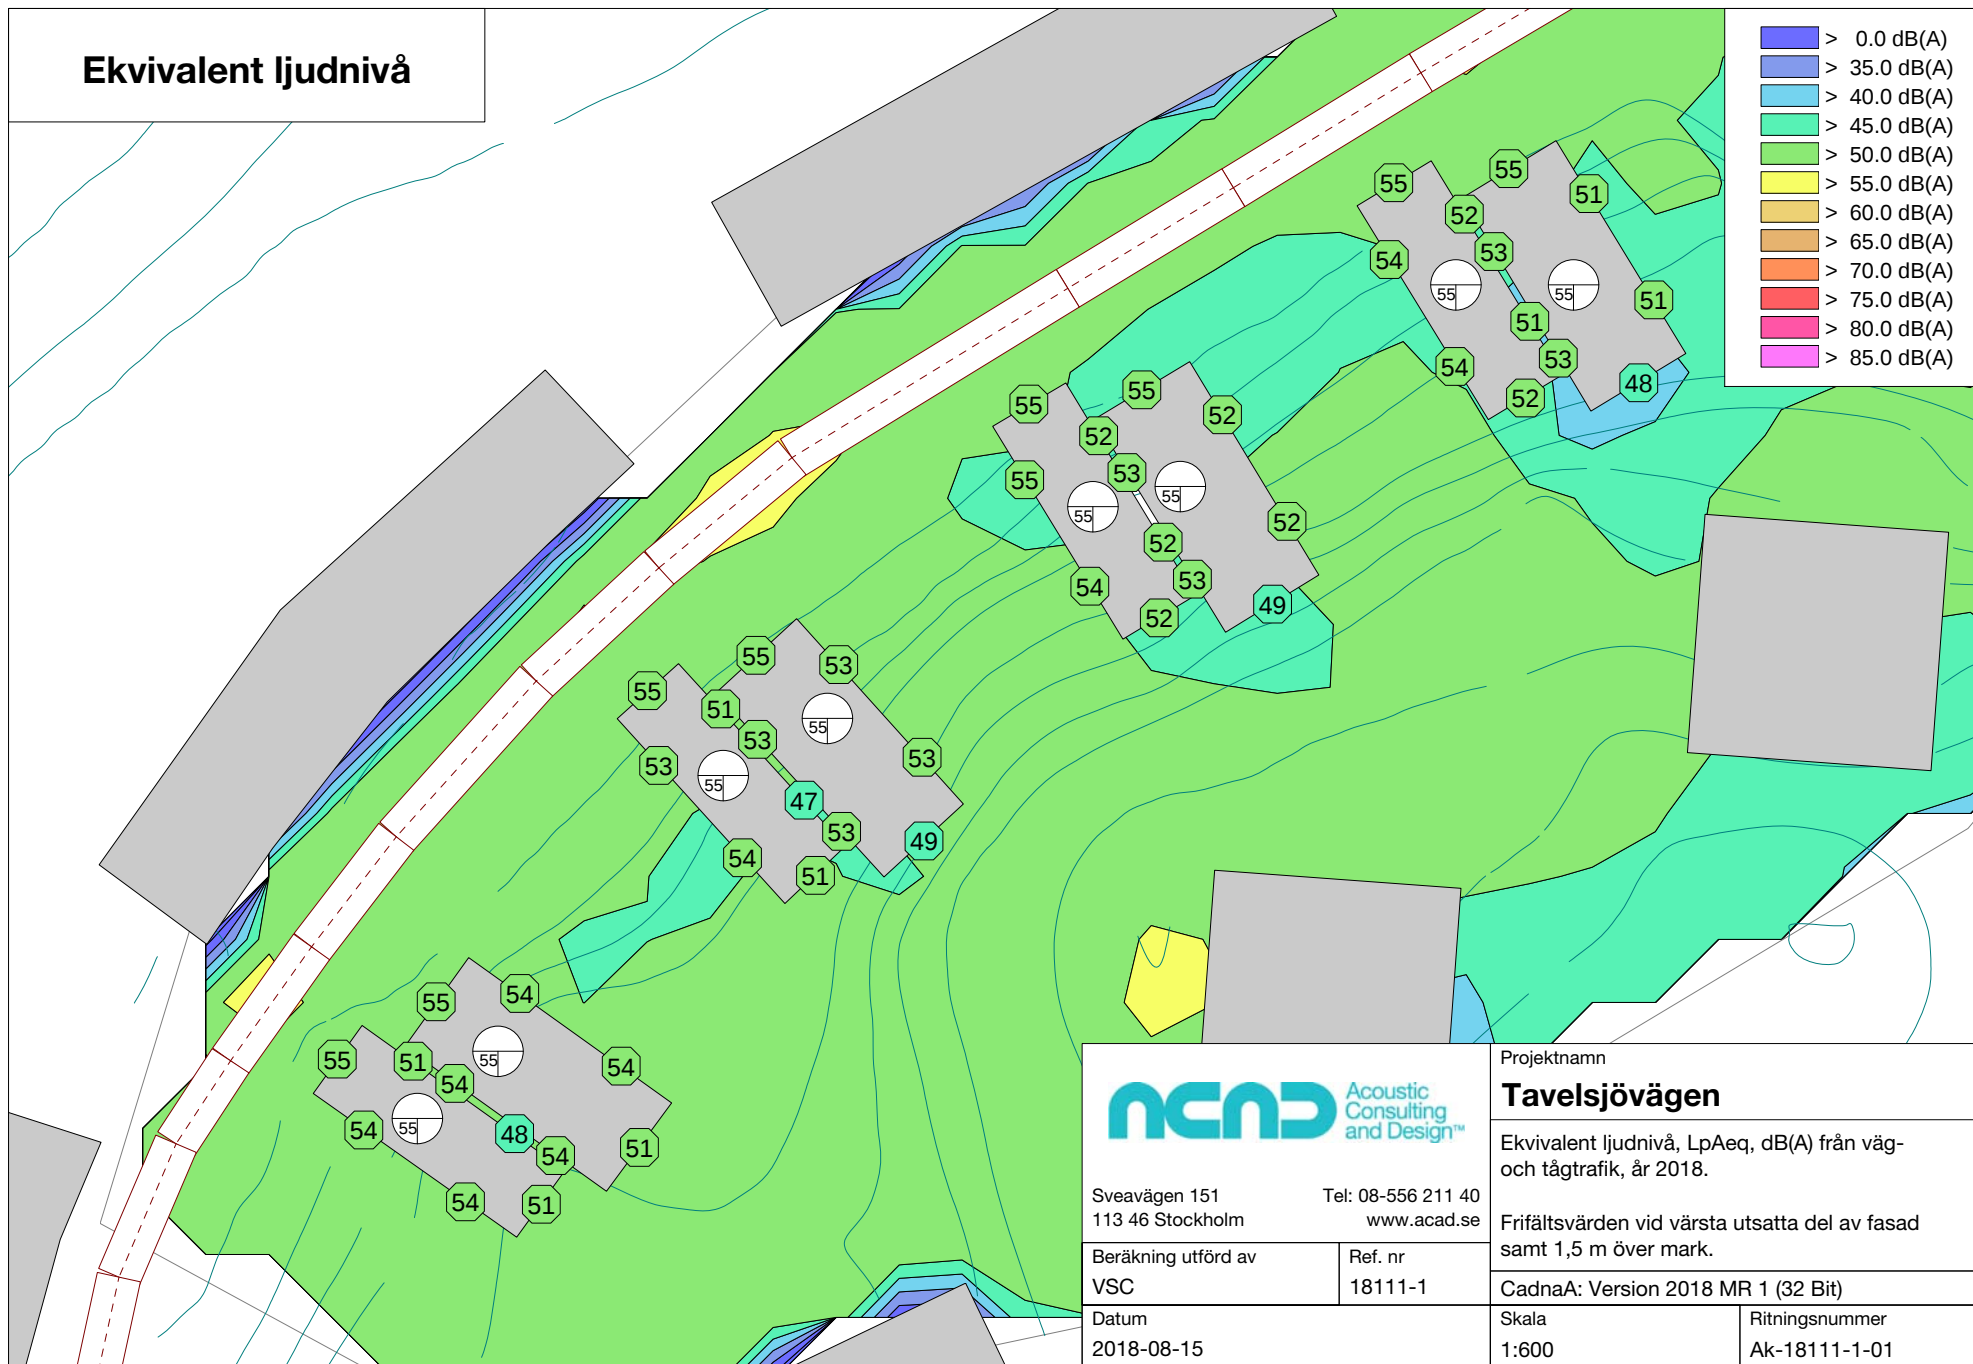 Ekvivalent ljudnivå
> 0.0 dB(A)
> 35.0 dB(A)
> 40.0 dB(A)
> 45.0 dB(A)
> 50.0 dB(A)
> 55.0 dB(A)
> 60.0 dB(A)
> 65.0 dB(A)
> 70.0 dB(A)
> 75.0 dB(A)
> 80.0 dB(A)
> 85.0 dB(A)
55
55
51
52
53
54
55
55
51
51
53
54
52
48
55
55
52
52
53
55
55
55
52
52
53
54
52
49
55
55
53
51
53
53
55
55
53
47
53
54
51
49
55
54
55
51
54
55
54
55
54
48
54
51
54
51
ACAD
Acoustic
Consulting
and Design™
Sveavägen 151
113 46 Stockholm
Tel: 08-556 211 40
www.acad.se
Beräkning utförd av
VSC
Ref. nr
18111-1
Datum
2018-08-15
Projektnamn
Tavelsjövägen
Ekvivalent ljudnivå, LpAeq, dB(A) från väg-
och tågtrafik, år 2018.
Frifältsvärden vid värsta utsatta del av fasad
samt 1,5 m över mark.
CadnaA: Version 2018 MR 1 (32 Bit)
Skala
1:600
Ritningsnummer
Ak-18111-1-01